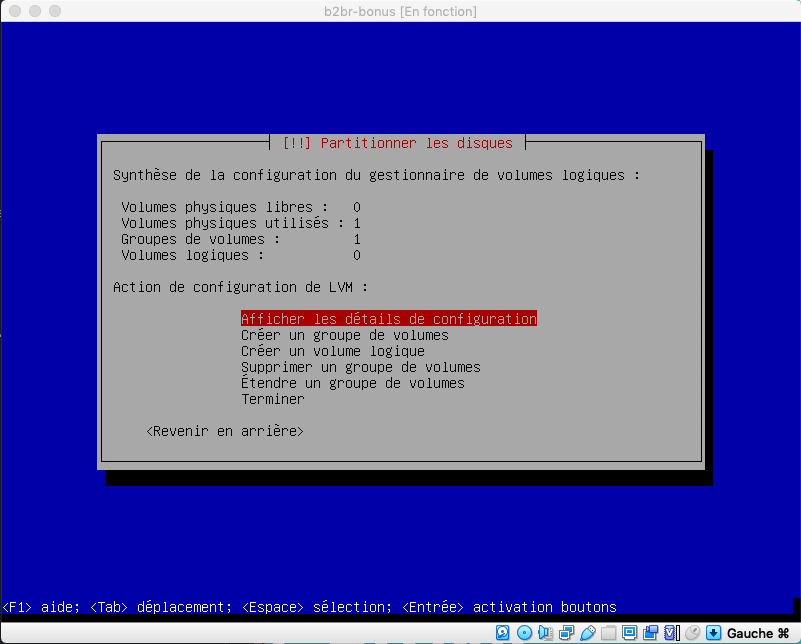 b2br-bonus [En fonction]
[!!] Partitionner les disques
Synthèse de la configuration du gestionnaire de volumes logiques :
Volumes physiques libres : 0
Volumes physiques utilisés : 1
Groupes de volumes : 1
Volumes logiques : 0
Action de configuration de LVM :
Afficher les détails de configuration
Créer un groupe de volumes
Créer un volume logique
Supprimer un groupe de volumes
Étendre un groupe de volumes
Terminer
<Revenir en arrière>
<F1> aide; <Tab> déplacement; <Espace> sélection; <Entrée> activation boutons
Gauche ⌘